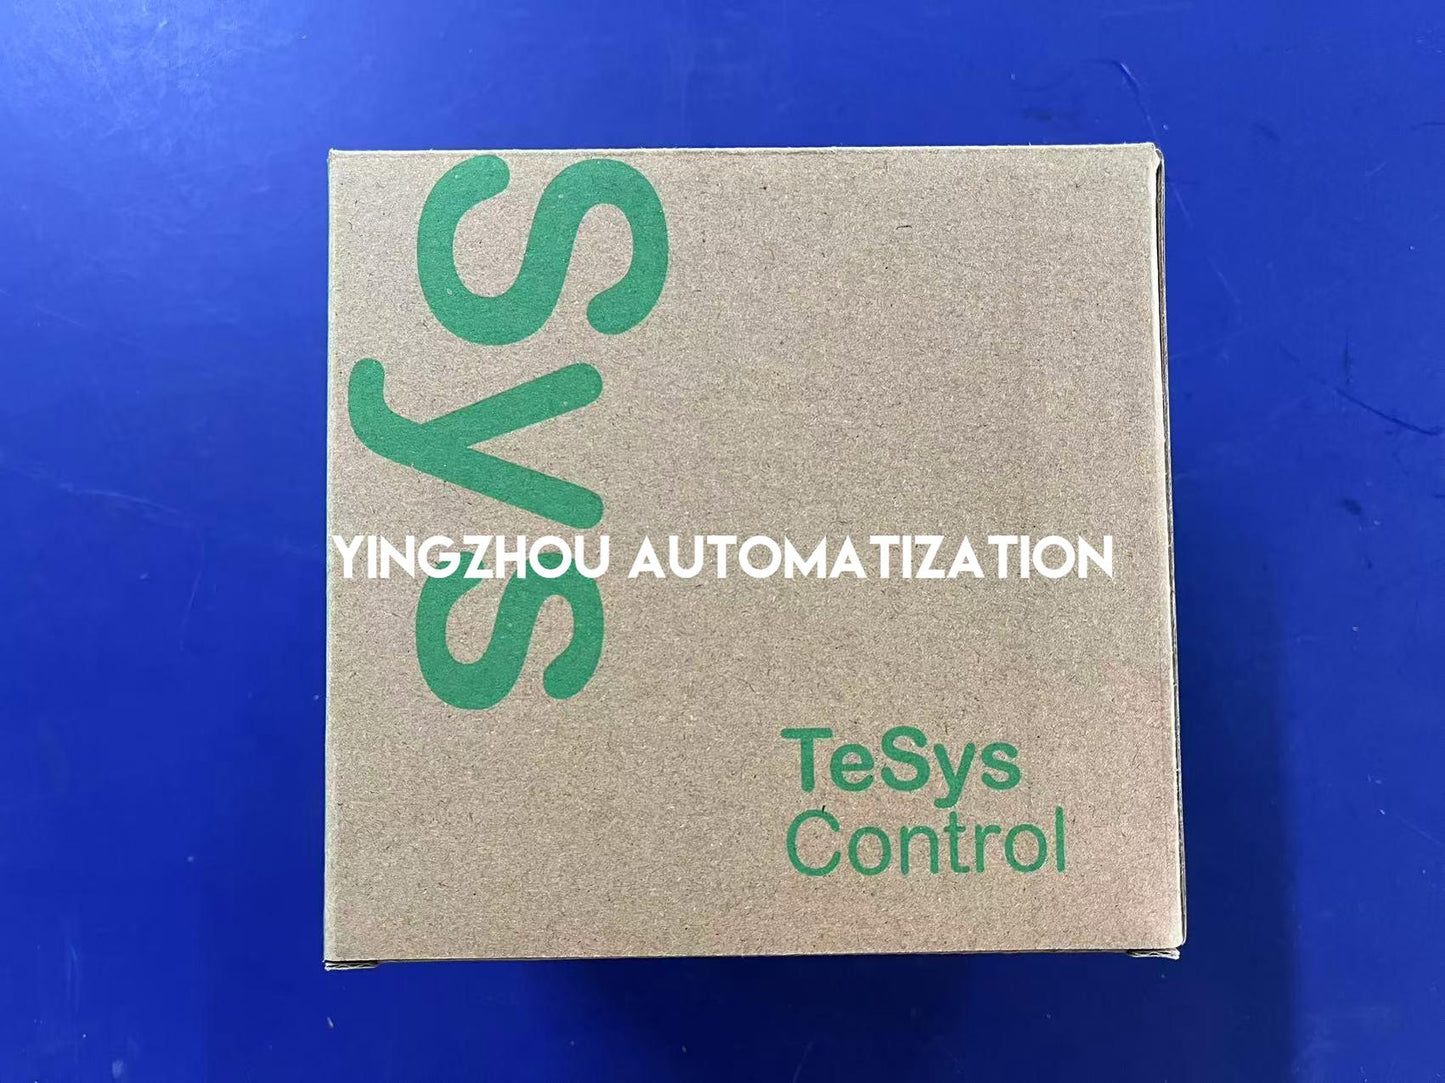 Sys
YINGZHOU AUTOMATIZATION
TeSys
Control